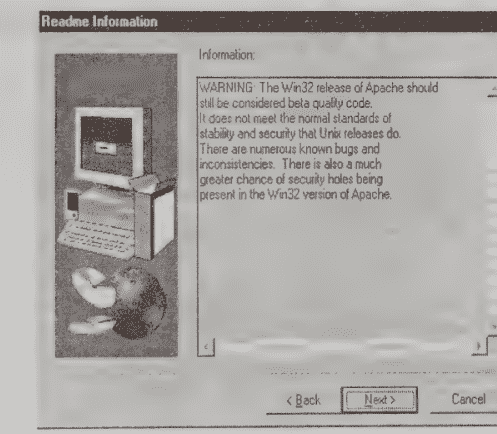 Readme Information
Information:
WARNING: The Win32 release of Apache should
still be considered beta quality code.
It does not meet the normal standards of
stability and security that Unix releases do.
There are numerous known bugs and
inconsistencies. There is also a much
greater chance of security holes being
present in the Win32 version of Apache.
< Back
Next >
Cancel